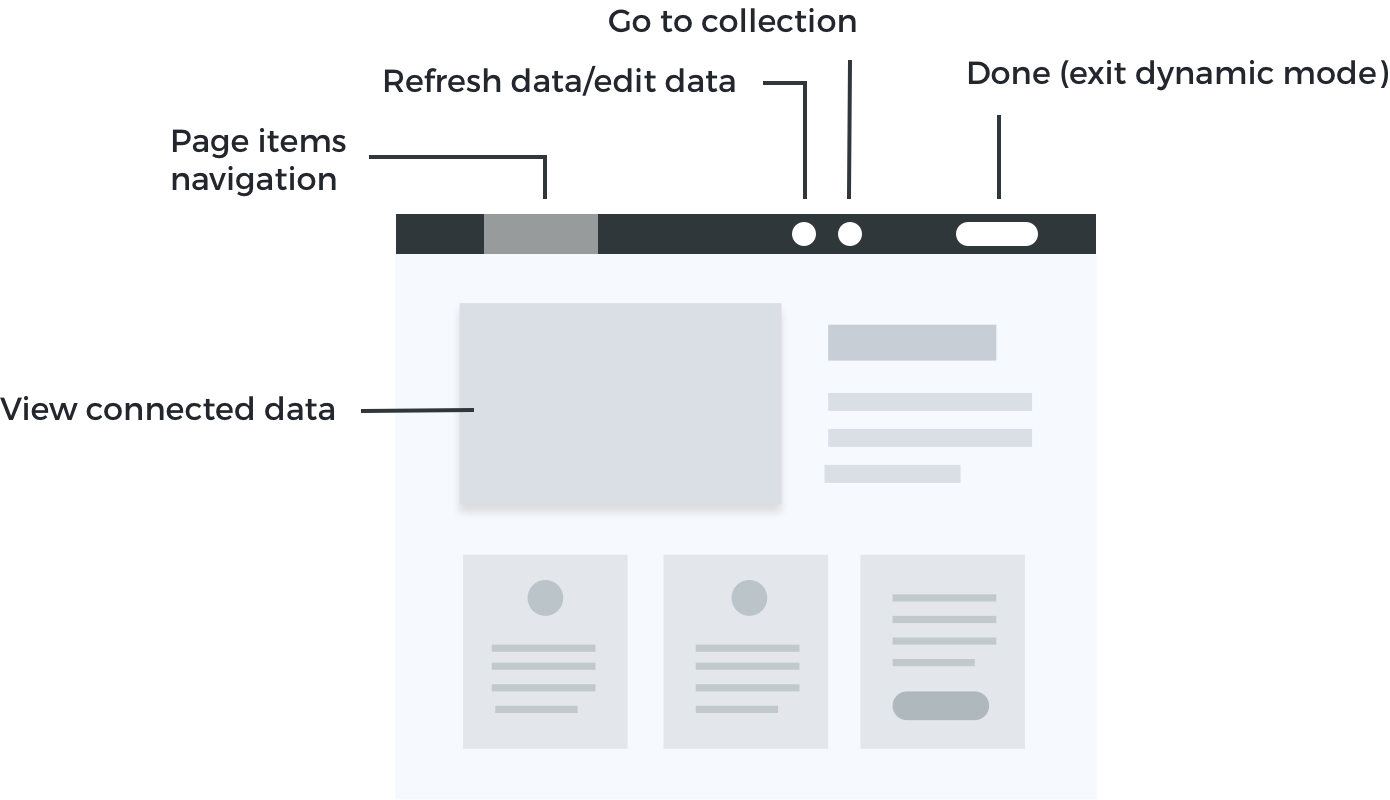 Go to collection
Refresh data/edit data
Done (exit dynamic mode)
Page items
navigation
View connected data